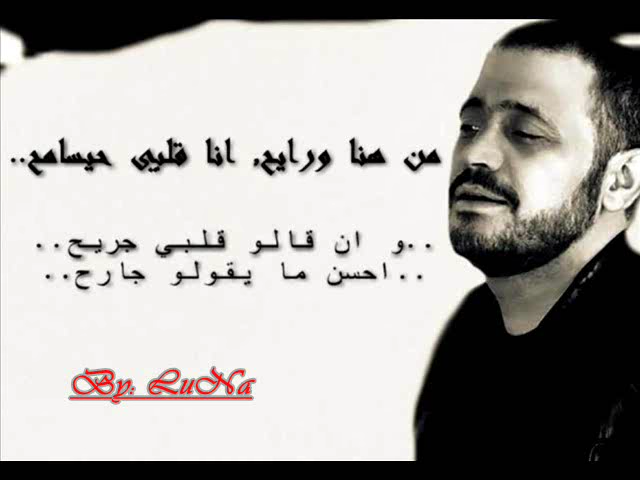 من هنا ورايح، انا قلبي حيسامح..
..و ان قالو قلبي جريح..
..احسن ما يقولو جارح..
By: LuNa